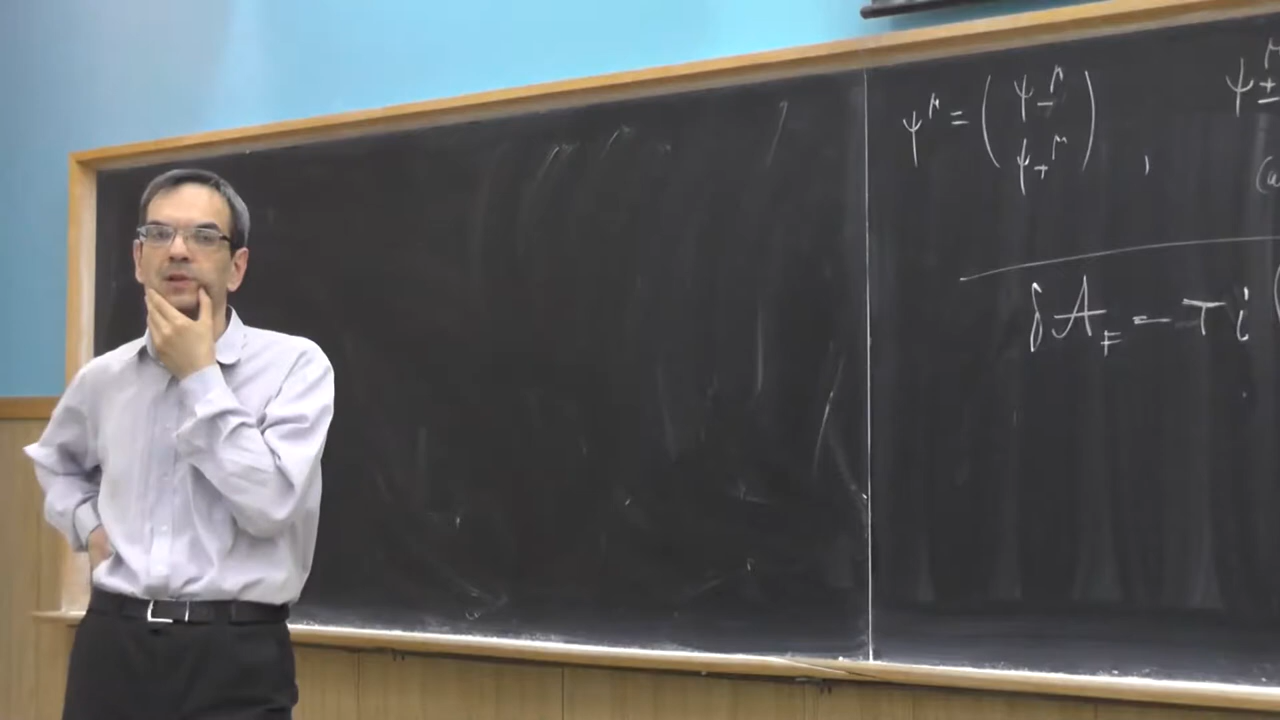 ψ^μ = ( ψ_-^μ
ψ_+^μ ) , ψ_±^μ
δA_F = - T i (